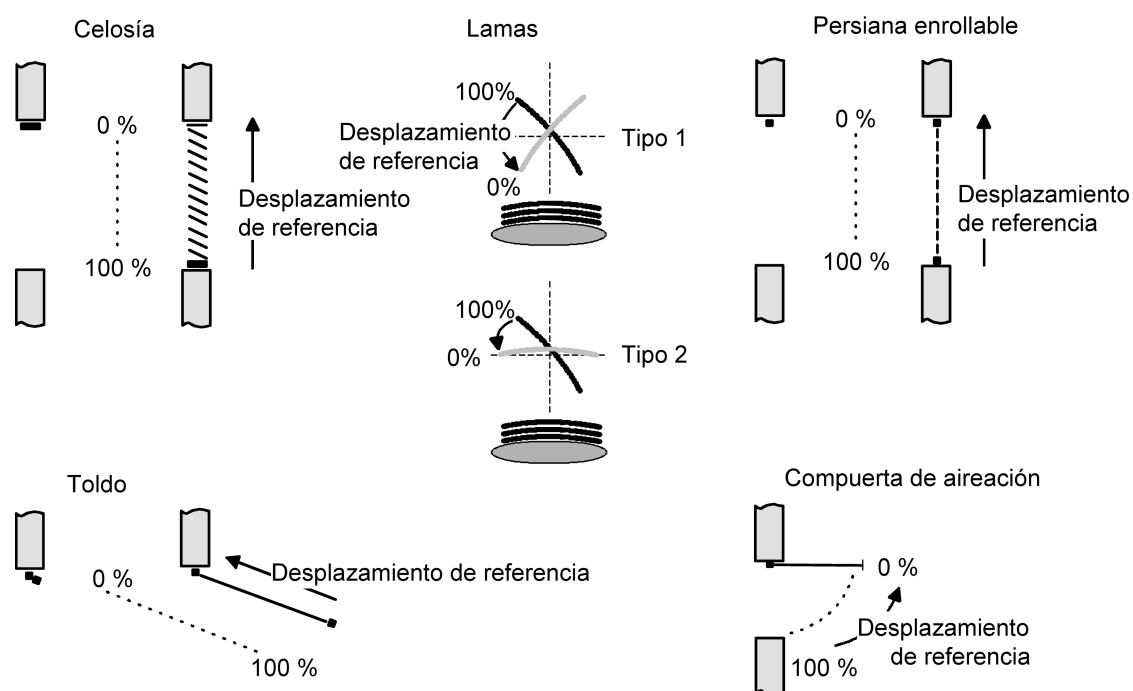 Celosía
0 %
100 %
Desplazamiento
de referencia
Lamas
100%
Desplazamiento
de referencia
0%
Tipo 1
100%
0%
Tipo 2
Persiana enrollable
0 %
100 %
Desplazamiento
de referencia
Toldo
0 %
Desplazamiento de referencia
100 %
Compuerta de aireación
0 %
Desplazamiento
de referencia
100 %